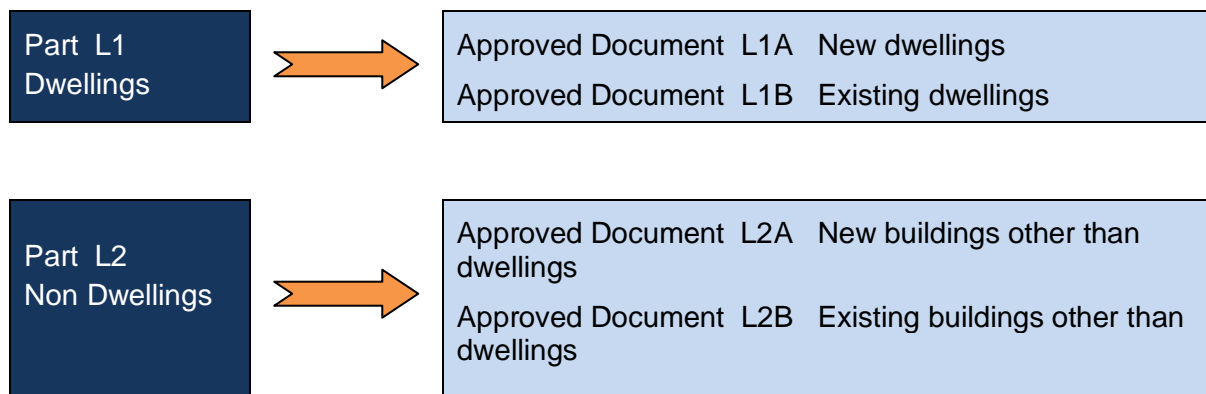 Part L1
Dwellings
Approved Document L1A New dwellings
Approved Document L1B Existing dwellings
Part L2
Non Dwellings
Approved Document L2A New buildings other than
dwellings
Approved Document L2B Existing buildings other than
dwellings